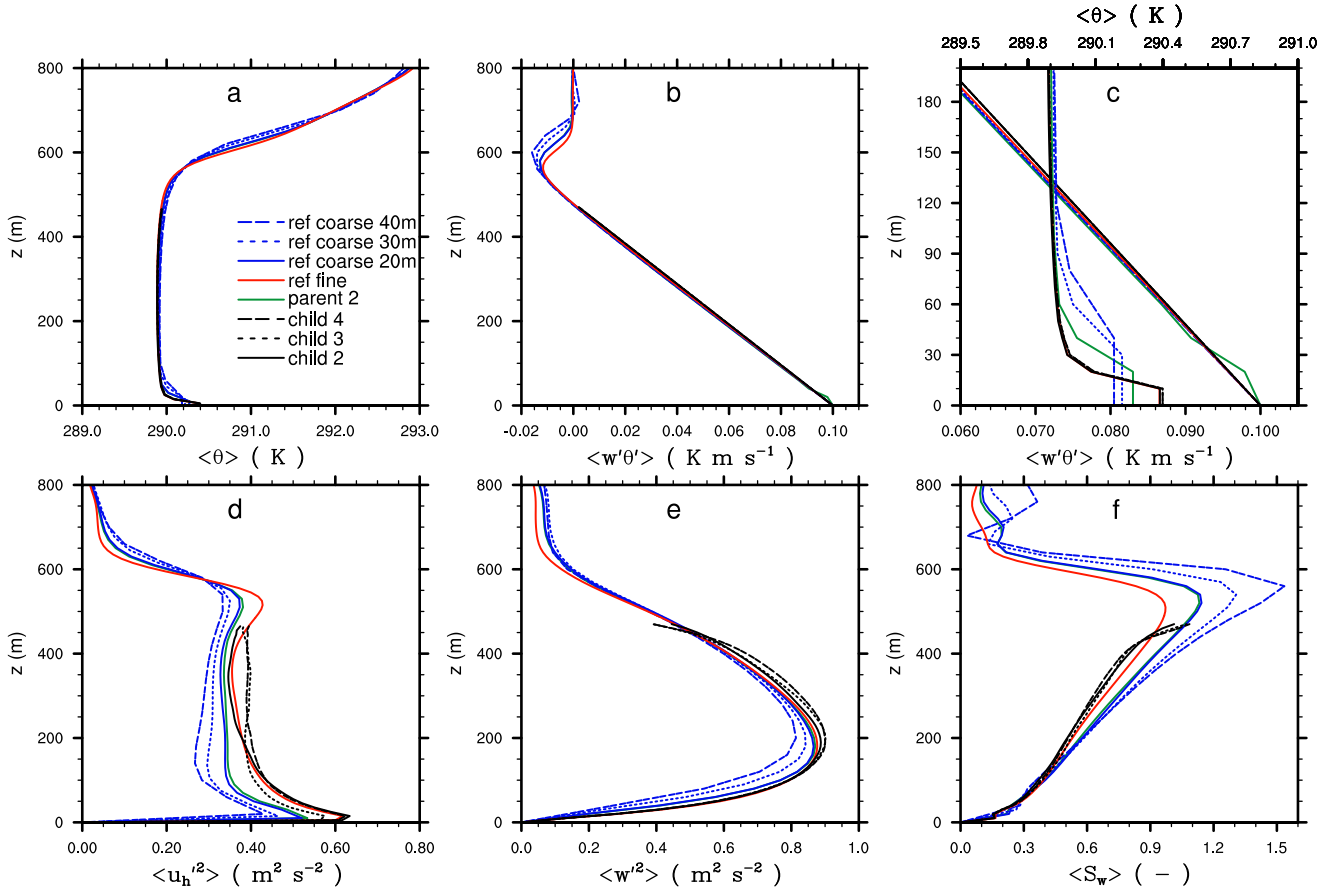 <θ> ( K )
289.5 289.8 290.1 290.4 290.7 291.0
800
600
400
200
0
z (m)
a
ref coarse 40m
ref coarse 30m
ref coarse 20m
ref fine
parent 2
child 4
child 3
child 2
289.0 290.0 291.0 292.0 293.0
<θ> ( K )
800
600
400
200
0
z (m)
b
-0.02 0.00 0.02 0.04 0.06 0.08 0.10
<w'θ'> ( K m s⁻¹ )
180
150
120
90
60
30
0
z (m)
c
0.060 0.070 0.080 0.090 0.100
<w'θ'> ( K m s⁻¹ )
800
600
400
200
0
z (m)
d
0.00 0.20 0.40 0.60 0.80
<u_h'²> ( m² s⁻² )
800
600
400
200
0
z (m)
e
0.0 0.2 0.4 0.6 0.8 1.0
<w'²> ( m² s⁻² )
800
600
400
200
0
z (m)
f
0.0 0.3 0.6 0.9 1.2 1.5
<S_w> ( − )